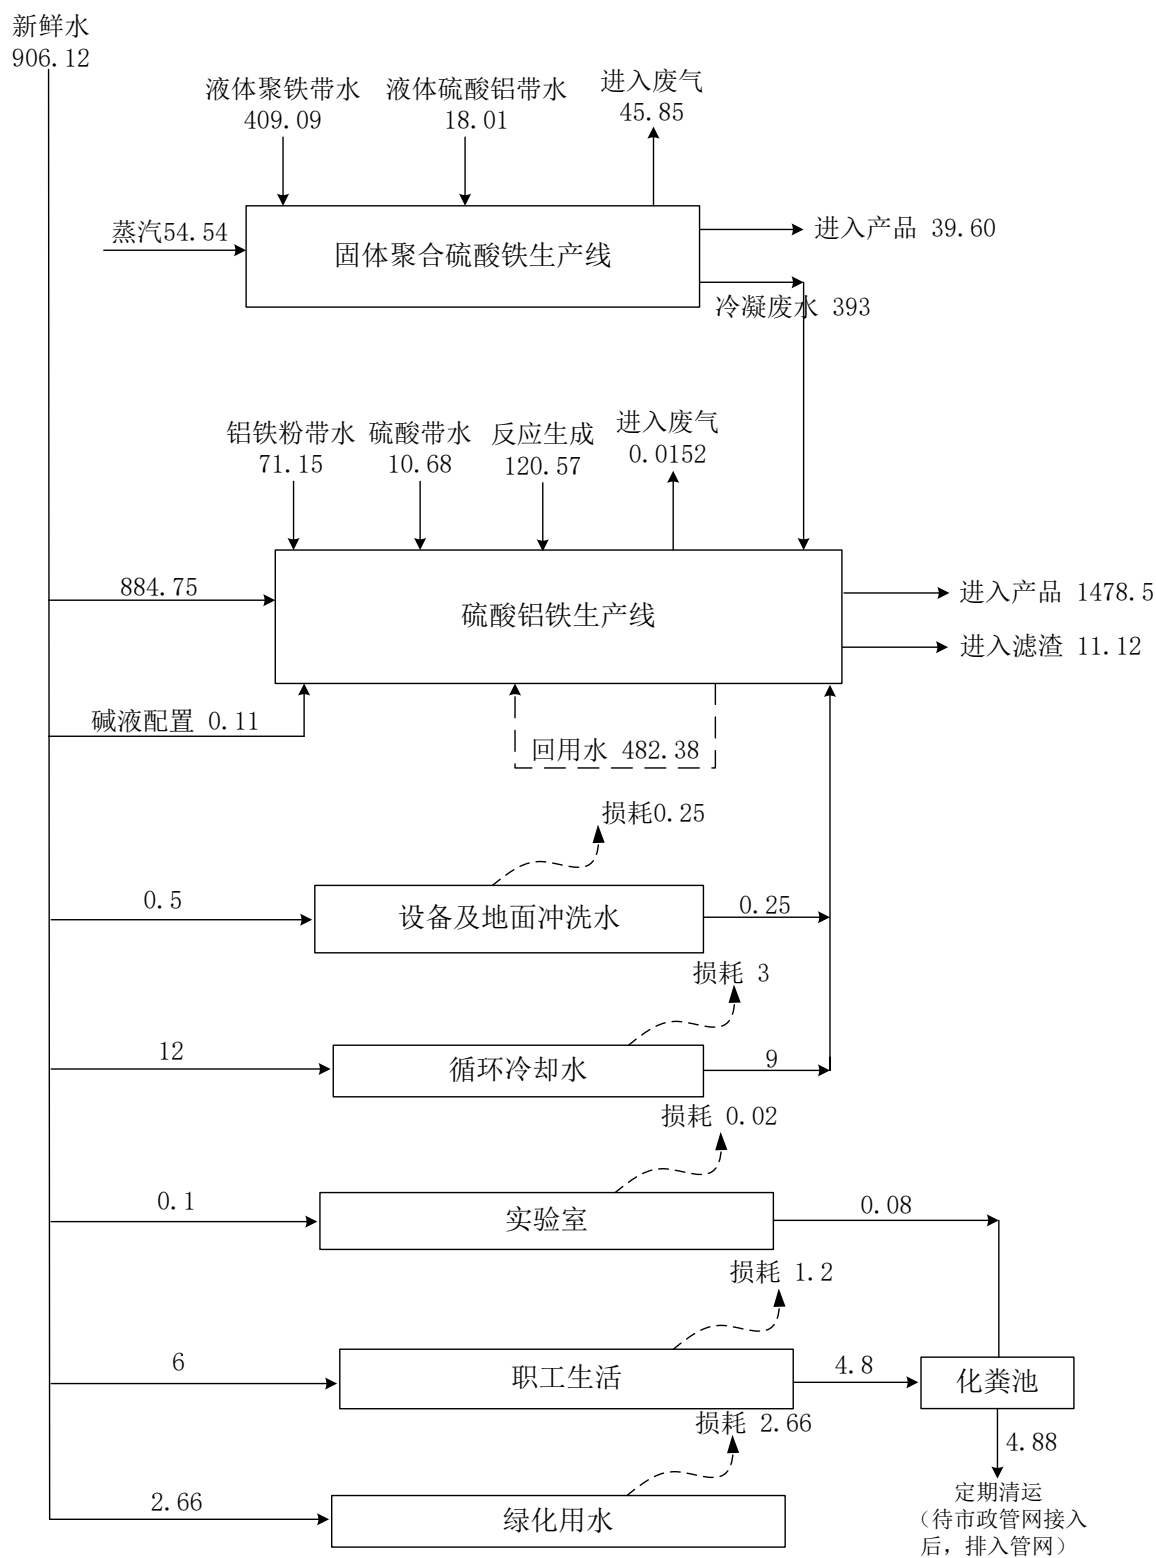 新鲜水
906.12
液体聚铁带水
409.09
液体硫酸铝带水
18.01
进入废气
45.85
蒸汽54.54
固体聚合硫酸铁生产线
进入产品 39.60
冷凝废水 393
铝铁粉带水
71.15
硫酸带水
10.68
反应生成
120.57
进入废气
0.0152
884.75
硫酸铝铁生产线
进入产品 1478.5
进入滤渣 11.12
碱液配置 0.11
回用水 482.38
损耗0.25
0.5
设备及地面冲洗水
0.25
损耗 3
12
循环冷却水
9
损耗 0.02
0.1
实验室
0.08
损耗 1.2
6
职工生活
4.8
化粪池
损耗 2.66
4.88
2.66
绿化用水
定期清运
（待市政管网接入
后，排入管网）